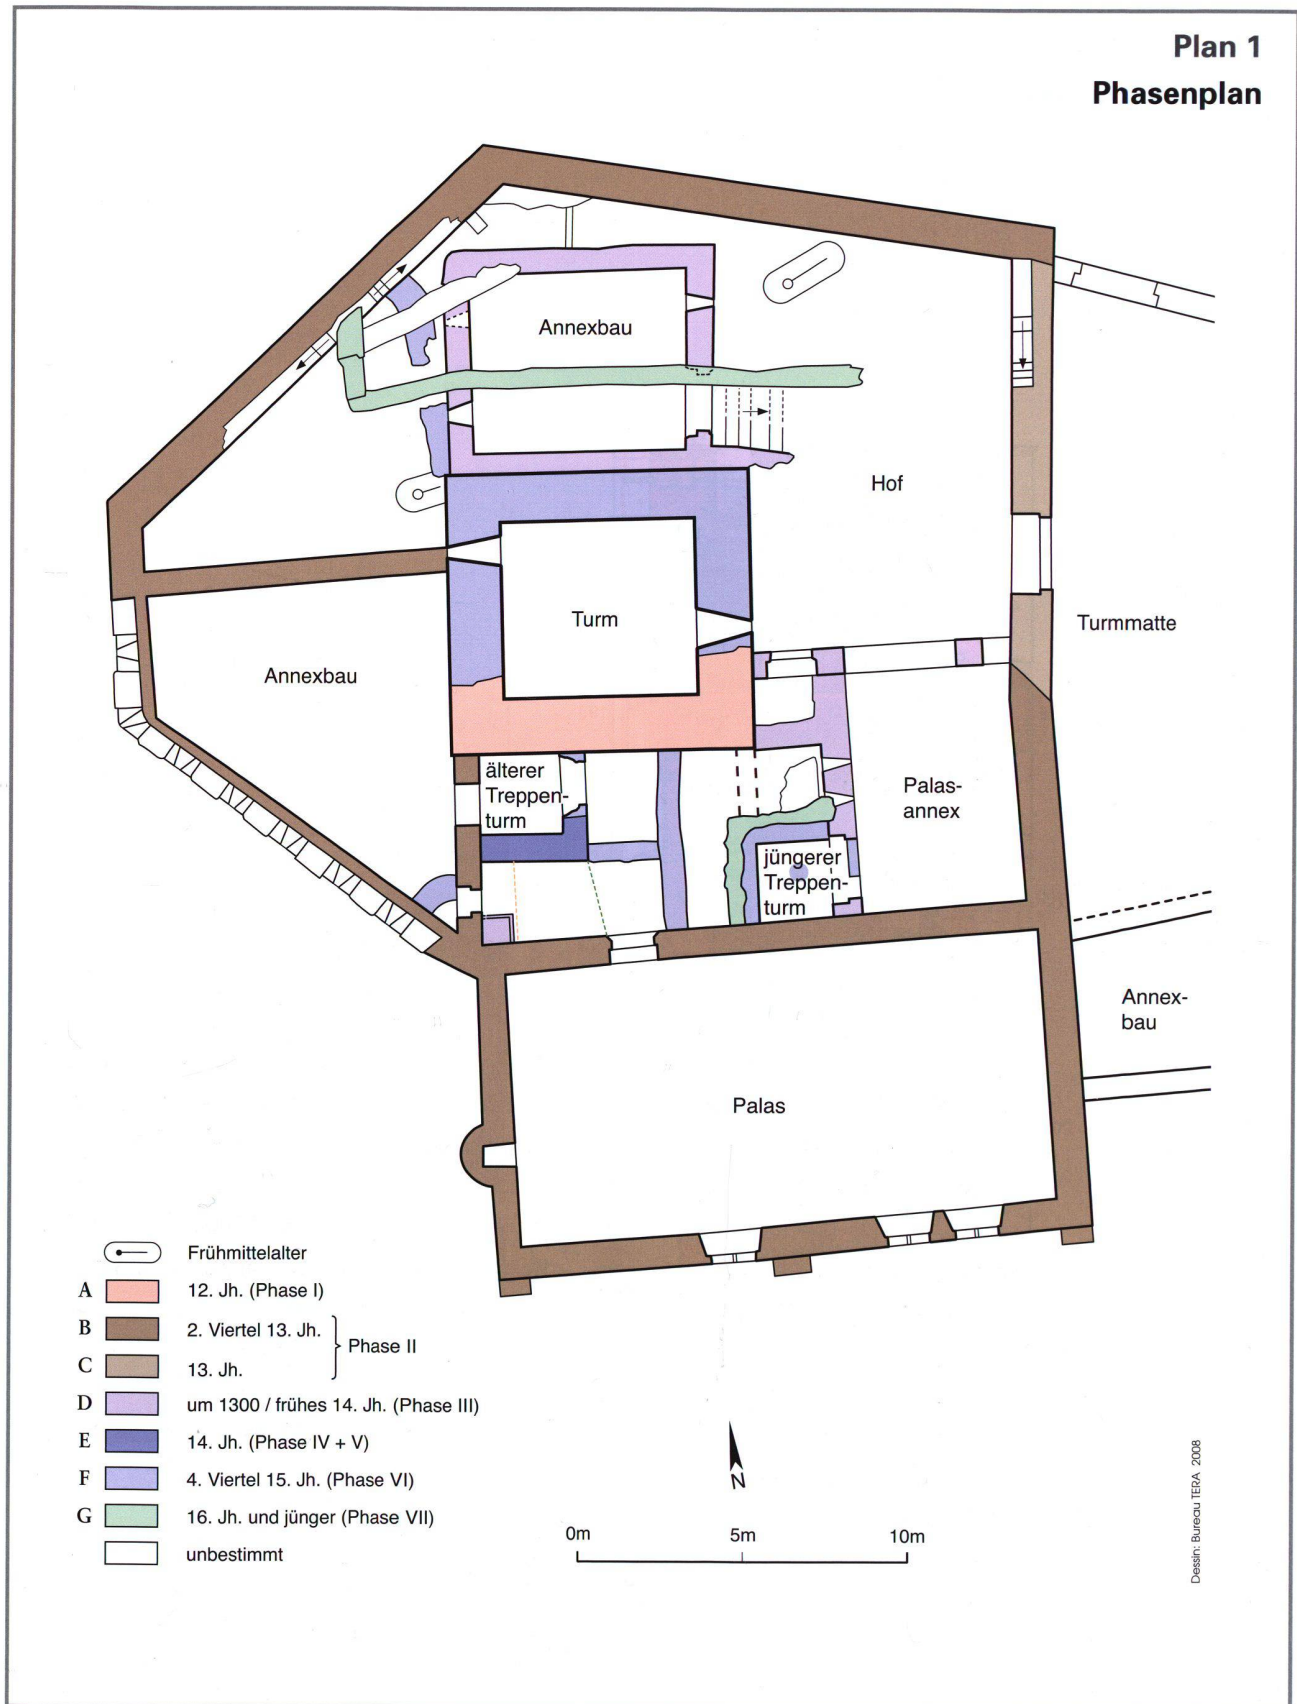 Plan 1
Phasenplan
Annexbau
Hof
Turm
Turmmatte
Annexbau
älterer
Treppen-
turm
Palas-
annex
jüngerer
Treppen-
turm
Annex-
bau
Palas
Frühmittelalter
A 12. Jh. (Phase I)
B 2. Viertel 13. Jh.
Phase II
C 13. Jh.
D um 1300 / frühes 14. Jh. (Phase III)
E 14. Jh. (Phase IV + V)
F 4. Viertel 15. Jh. (Phase VI)
G 16. Jh. und jünger (Phase VII)
unbestimmt
N
0m 5m 10m
Dessin: Bureau TERA 2008